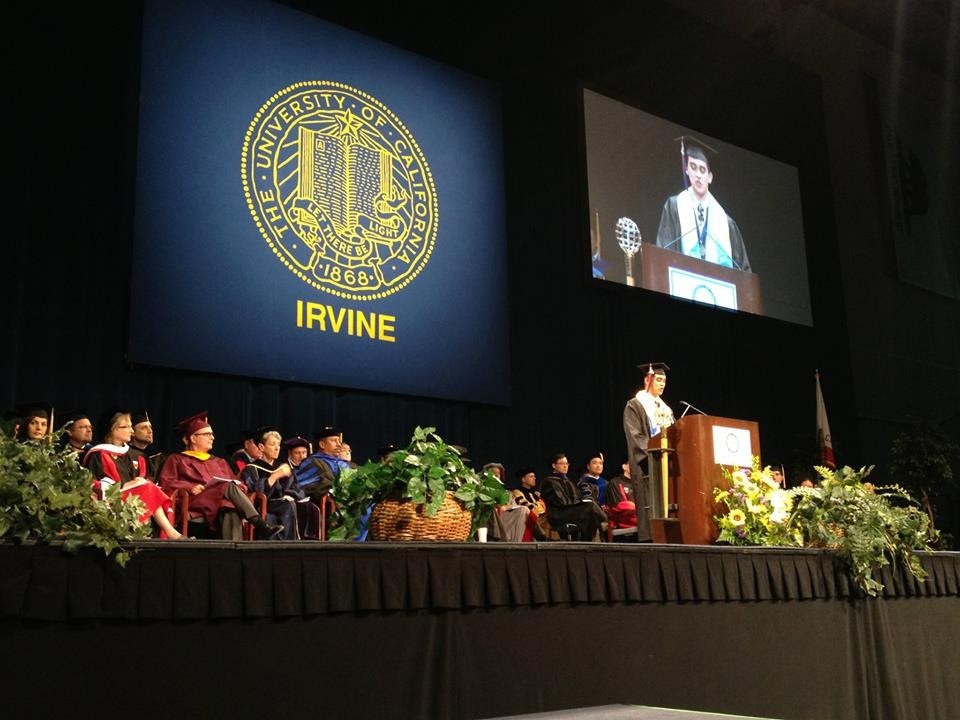 THE·UNIVERSITY·OF·CALIFORNIA·
A
LET THERE BE LIGHT
·1868·
IRVINE